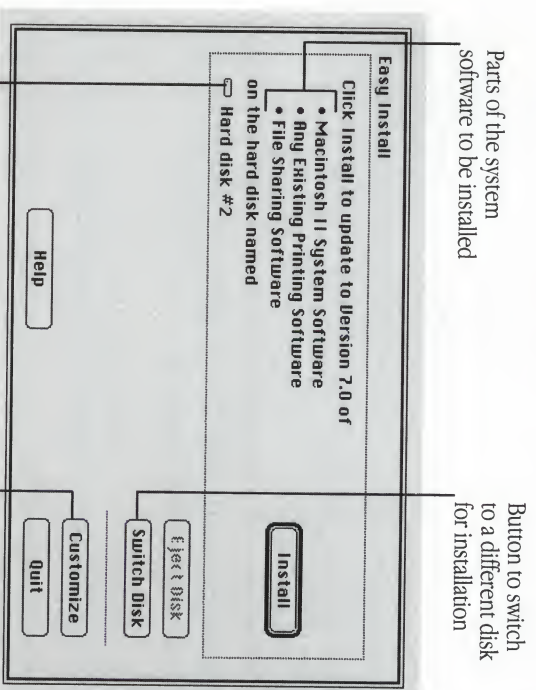 Parts of the system
software to be installed
Button to switch
to a different disk
for installation
Easy Install
Click Install to update to Version 7.0 of
• Macintosh II System Software
• Any Existing Printing Software
• File Sharing Software
on the hard disk named
Hard disk #2
Install
Eject Disk
Switch Disk
Customize
Help
Quit